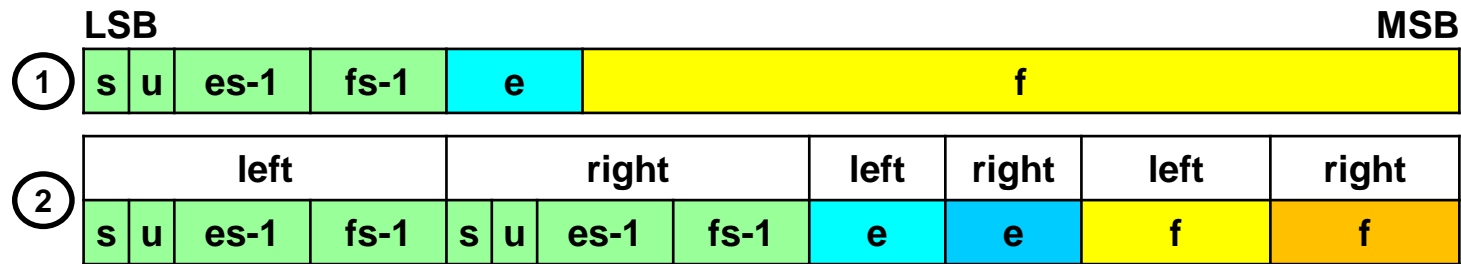 LSB MSB
1 s u es-1 fs-1 e f
left right left right left right
2
s u es-1 fs-1 s u es-1 fs-1 e e f f